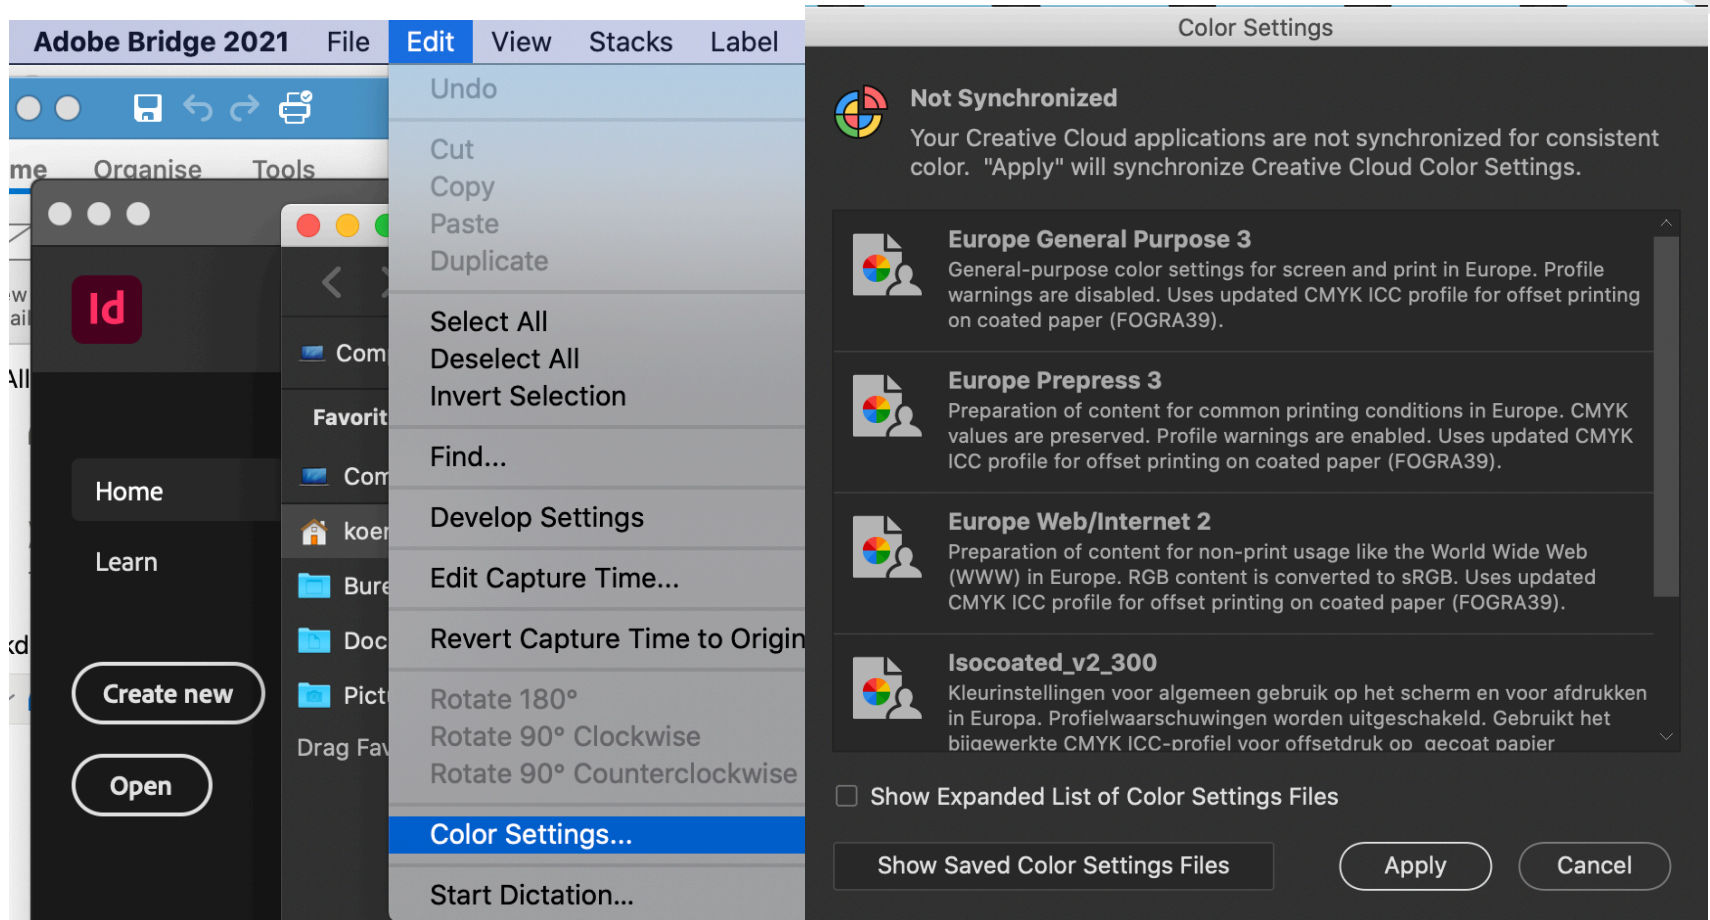 Adobe Bridge 2021 File Edit View Stacks Label
Organise Tools
Id
Home
Learn
Create new
Open
Undo
Cut
Copy
Paste
Duplicate
Select All
Deselect All
Invert Selection
Find...
Develop Settings
Edit Capture Time...
Revert Capture Time to Origin
Rotate 180°
Rotate 90° Clockwise
Rotate 90° Counterclockwise
Color Settings...
Start Dictation...
Color Settings
Not Synchronized
Your Creative Cloud applications are not synchronized for consistent
color. "Apply" will synchronize Creative Cloud Color Settings.
Europe General Purpose 3
General-purpose color settings for screen and print in Europe. Profile
warnings are disabled. Uses updated CMYK ICC profile for offset printing
on coated paper (FOGRA39).
Europe Prepress 3
Preparation of content for common printing conditions in Europe. CMYK
values are preserved. Profile warnings are enabled. Uses updated CMYK
ICC profile for offset printing on coated paper (FOGRA39).
Europe Web/Internet 2
Preparation of content for non-print usage like the World Wide Web
(WWW) in Europe. RGB content is converted to sRGB. Uses updated
CMYK ICC profile for offset printing on coated paper (FOGRA39).
Isocoated_v2_300
Kleurinstellingen voor algemeen gebruik op het scherm en voor afdrukken
in Europa. Profielwaarschuwingen worden uitgeschakeld. Gebruikt het
bijgewerkte CMYK ICC-profiel voor offsetdruk op gecoat papier
Show Expanded List of Color Settings Files
Show Saved Color Settings Files
Apply
Cancel